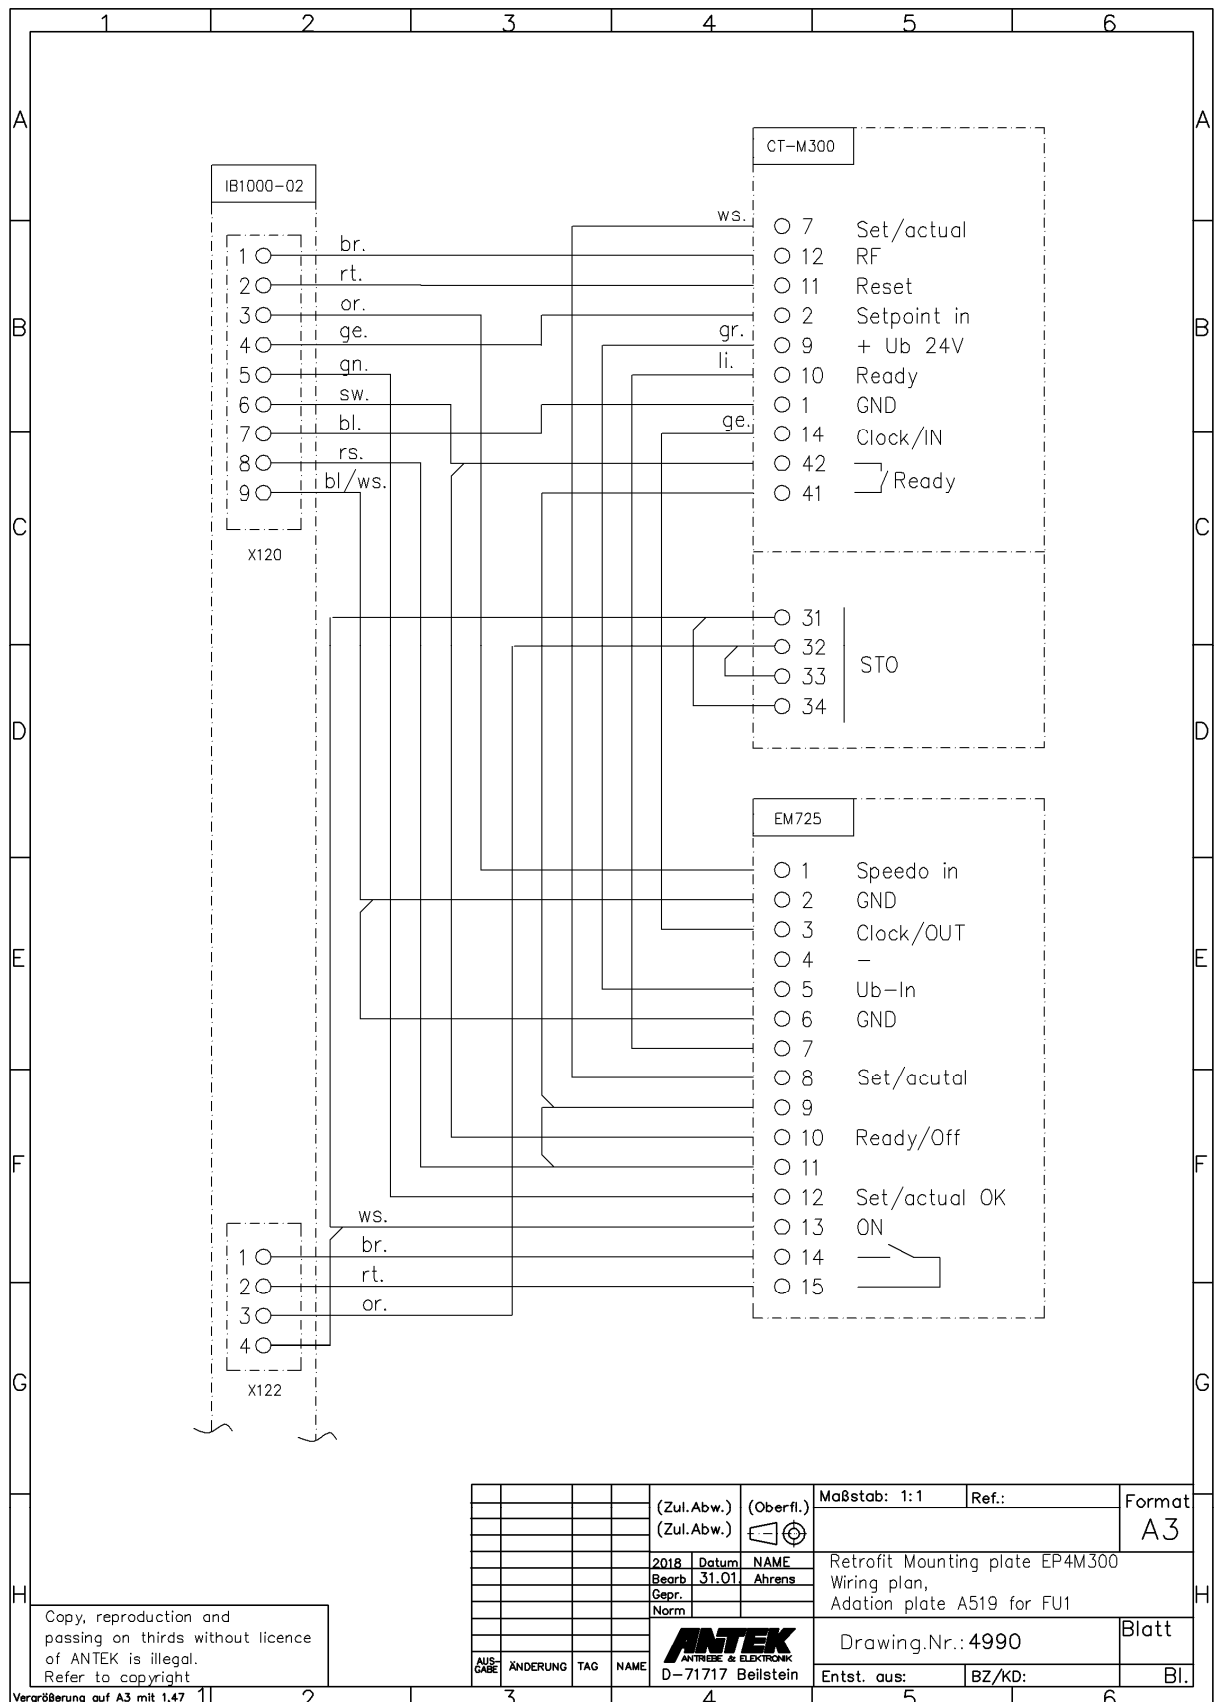 1 2 3 4 5 6
A A
CT-M300
IB1000-02
ws. 7 Set/actual
1 br. 12 RF
2 rt. 11 Reset
3 or. 2 Setpoint in
B B
4 ge. gr. 9 + Ub 24V
5 gn. li. 10 Ready
6 sw. 1 GND
7 bl. ge. 14 Clock/IN
8 rs. 42
/Ready
9 bl/ws. 41
C C
X120
31
32
STO
33
34
D D
EM725
1 Speedo in
2 GND
3 Clock/OUT
E E
4 -
5 Ub-In
6 GND
7
8 Set/acutal
9
10 Ready/Off
F F
11
12 Set/actual OK
ws. 13 ON
1 br. 14
2 rt. 15
3 or.
4
G G
X122
(Zul.Abw.) (Oberfl.) Maßstab: 1:1 Ref.: Format
(Zul.Abw.) A3
2018 Datum NAME
Bearb 31.01. Ahrens
Gepr.
Norm
Retrofit Mounting plate EP4M300
Wiring plan,
Adation plate A519 for FU1
H H
Copy, reproduction and
passing on thirds without licence
of ANTEK is illegal.
Refer to copyright
ANTEK
ANTRIEBE & ELEKTRONIK
D-71717 Beilstein
Drawing.Nr.: 4990
Blatt
AUS-
GABE ÄNDERUNG TAG NAME
Entst. aus: BZ/KD: Bl.
Vergrößerung auf A3 mit 1.47
1 2 3 4 5 6